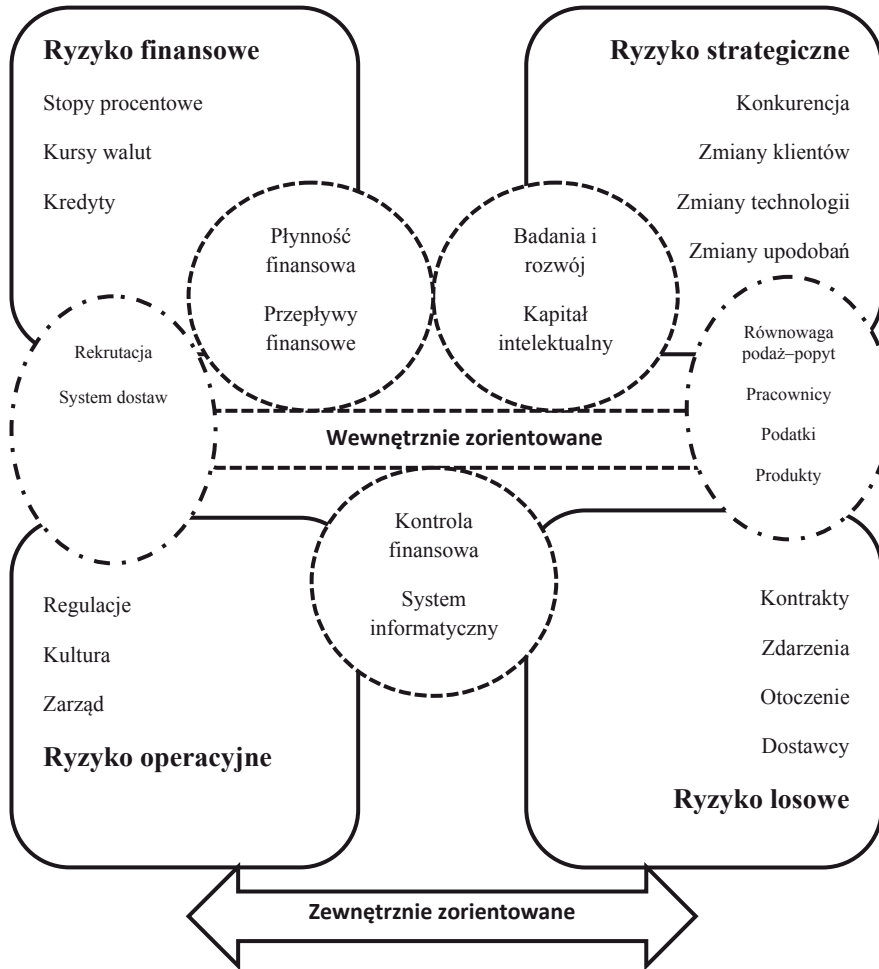 Ryzyko finansowe
Stopy procentowe
Kursy walut
Kredyty
Ryzyko strategiczne
Konkurencja
Zmiany klientów
Zmiany technologii
Zmiany upodobań
Płynność
finansowa
Przepływy
finansowe
Badania i
rozwój
Kapitał
intelektualny
Rekrutacja
System dostaw
Równowaga
podaż–popyt
Pracownicy
Podatki
Produkty
Wewnętrznie zorientowane
Kontrola
finansowa
System
informatyczny
Regulacje
Kultura
Zarząd
Ryzyko operacyjne
Kontrakty
Zdarzenia
Otoczenie
Dostawcy
Ryzyko losowe
Zewnętrznie zorientowane